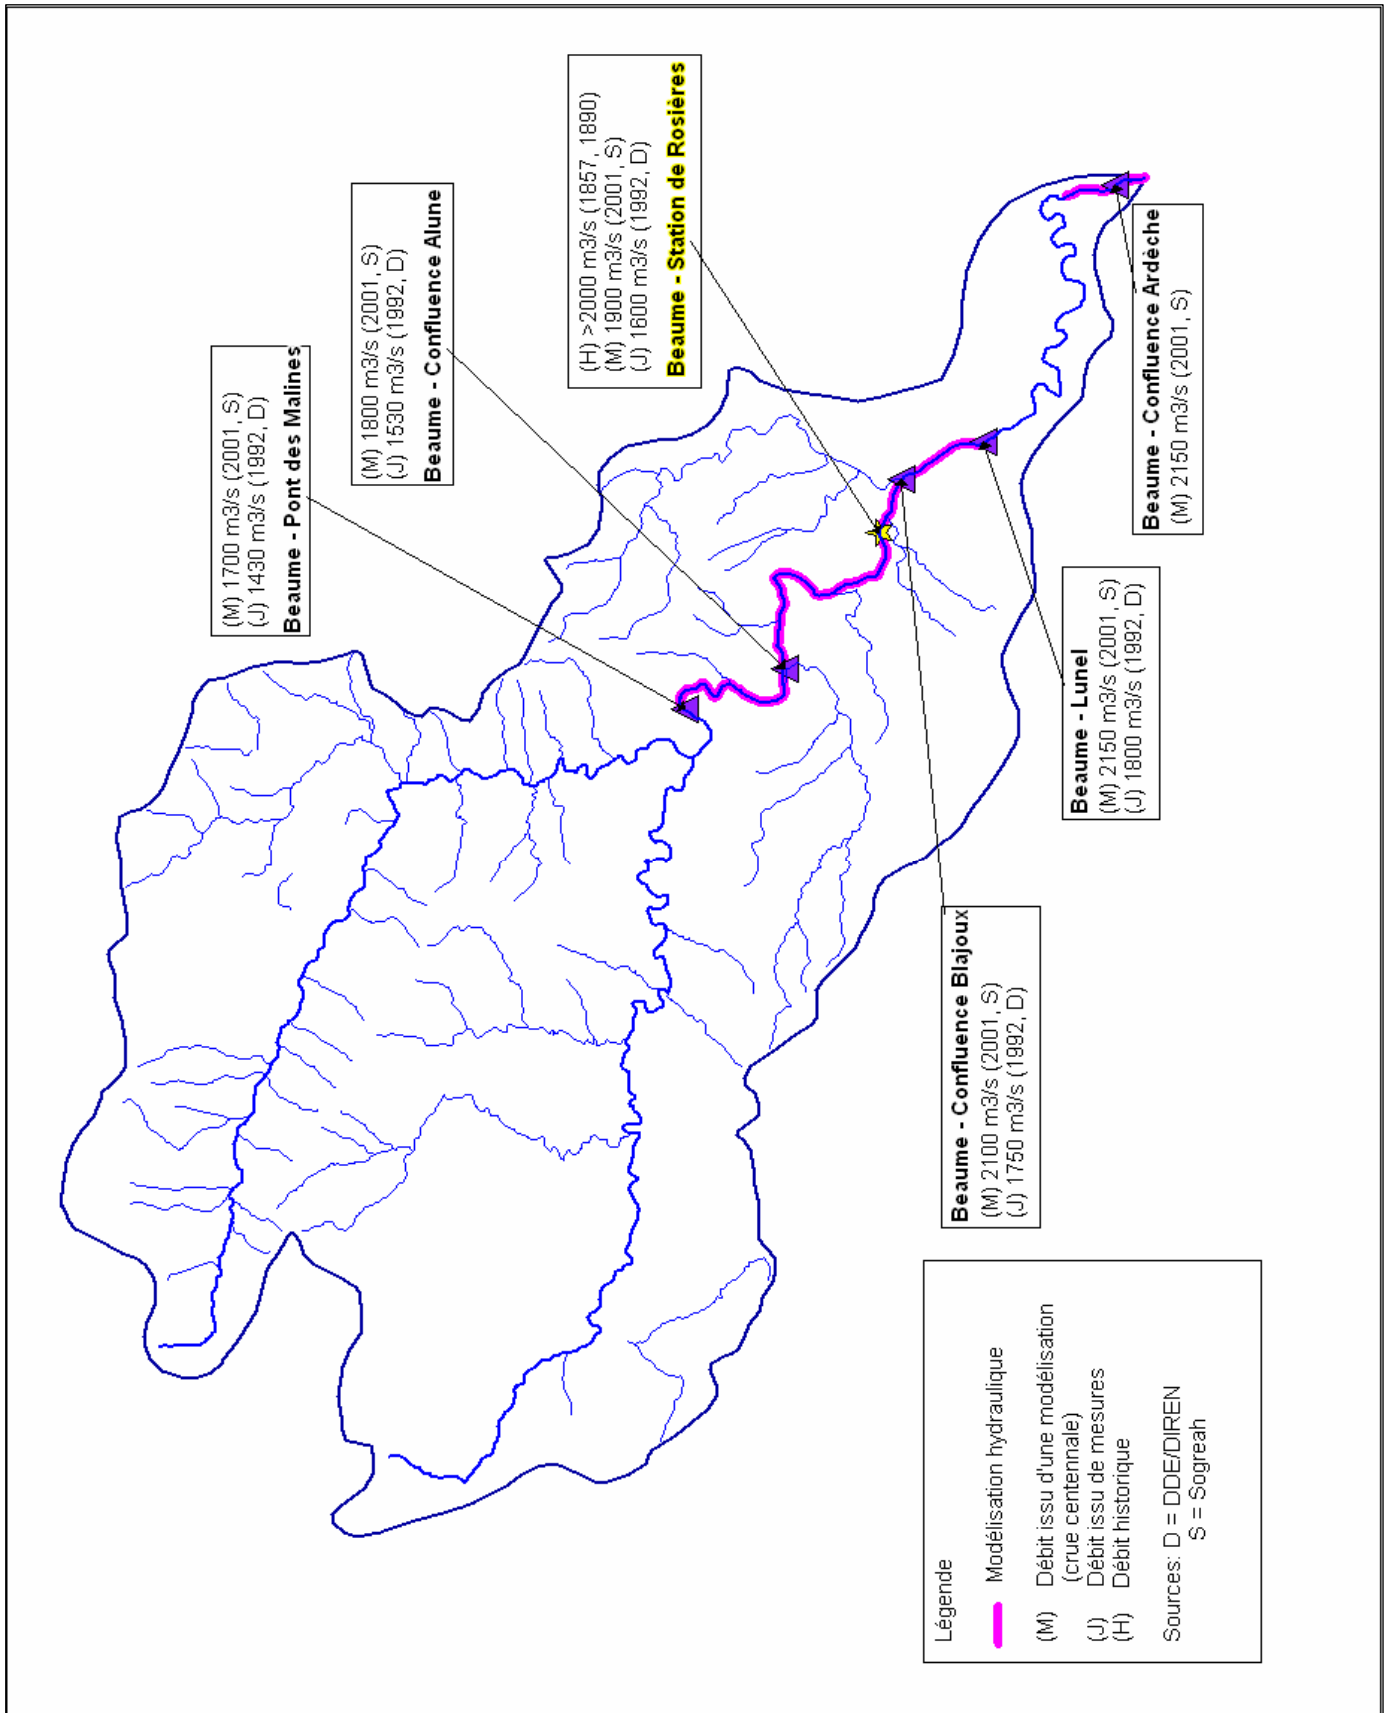 (M) 1700 m3/s (2001, S)
(J) 1430 m3/s (1992, D)
Beaume - Pont des Malines
(M) 1800 m3/s (2001, S)
(J) 1530 m3/s (1992, D)
Beaume - Confluence Alune
(H) >2000 m3/s (1857, 1890)
(M) 1900 m3/s (2001, S)
(J) 1600 m3/s (1992, D)
Beaume - Station de Rosières
Beaume - Confluence Blajoux
(M) 2100 m3/s (2001, S)
(J) 1750 m3/s (1992, D)
Beaume - Lunel
(M) 2150 m3/s (2001, S)
(J) 1800 m3/s (1992, D)
Beaume - Confluence Ardèche
(M) 2150 m3/s (2001, S)
Légende
Modélisation hydraulique
(M) Débit issu d'une modélisation
(crue centennale)
(J) Débit issu de mesures
(H) Débit historique
Sources: D = DDE/DIREN
S = Sogreah